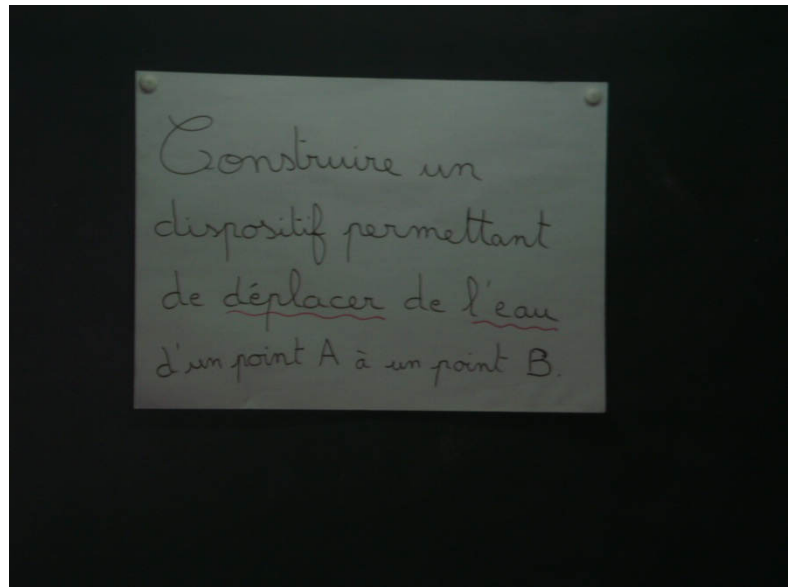 Construire un
dispositif permettant
de déplacer de l'eau
d'un point A à un point B.